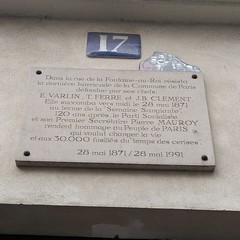 17
Dans la rue de la Fontaine-au-Roi résista
la dernière barricade de la Commune de Paris
défendue par ses chefs:
E. VARLIN, T. FERRE et J.B. CLEMENT.
Elle succomba vers midi le 28 mai 1871
au terme de la "Semaine Sanglante".
120 ans après, le Parti Socialiste
et son Premier Secrétaire Pierre MAUROY
rendent hommage au Peuple de PARIS
qui voulut changer la vie
et aux 30.000 fusillés du "temps des cerises".
28 mai 1871 / 28 mai 1991